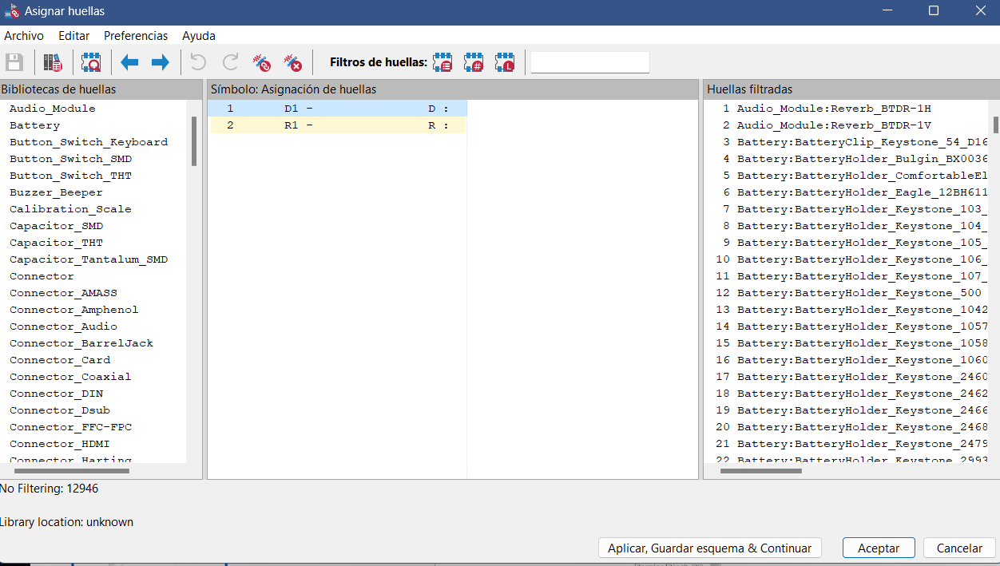 Asignar huellas
Archivo Editar Preferencias Ayuda
Filtros de huellas:
Bibliotecas de huellas
Audio_Module
Battery
Button_Switch_Keyboard
Button_Switch_SMD
Button_Switch_THT
Buzzer_Beeper
Calibration_Scale
Capacitor_SMD
Capacitor_THT
Capacitor_Tantalum_SMD
Connector
Connector_AMASS
Connector_Amphenol
Connector_Audio
Connector_BarrelJack
Connector_Card
Connector_Coaxial
Connector_DIN
Connector_Dsub
Connector_FFC-FPC
Connector_HDMI
Connector_Harting
Símbolo: Asignación de huellas
1 D1 - D :
2 R1 - R :
Huellas filtradas
1 Audio_Module:Reverb_BTDR-1H
2 Audio_Module:Reverb_BTDR-1V
3 Battery:BatteryClip_Keystone_54_D16
4 Battery:BatteryHolder_Bulgin_BX0036
5 Battery:BatteryHolder_ComfortableEl
6 Battery:BatteryHolder_Eagle_12BH611
7 Battery:BatteryHolder_Keystone_103_
8 Battery:BatteryHolder_Keystone_104_
9 Battery:BatteryHolder_Keystone_105_
10 Battery:BatteryHolder_Keystone_106_
11 Battery:BatteryHolder_Keystone_107_
12 Battery:BatteryHolder_Keystone_500
13 Battery:BatteryHolder_Keystone_1042
14 Battery:BatteryHolder_Keystone_1057
15 Battery:BatteryHolder_Keystone_1058
16 Battery:BatteryHolder_Keystone_1060
17 Battery:BatteryHolder_Keystone_2460
18 Battery:BatteryHolder_Keystone_2462
19 Battery:BatteryHolder_Keystone_2466
20 Battery:BatteryHolder_Keystone_2468
21 Battery:BatteryHolder_Keystone_2479
22 Battery:BatteryHolder_Keystone_2993
No Filtering: 12946
Library location: unknown
Aplicar, Guardar esquema & Continuar
Aceptar
Cancelar